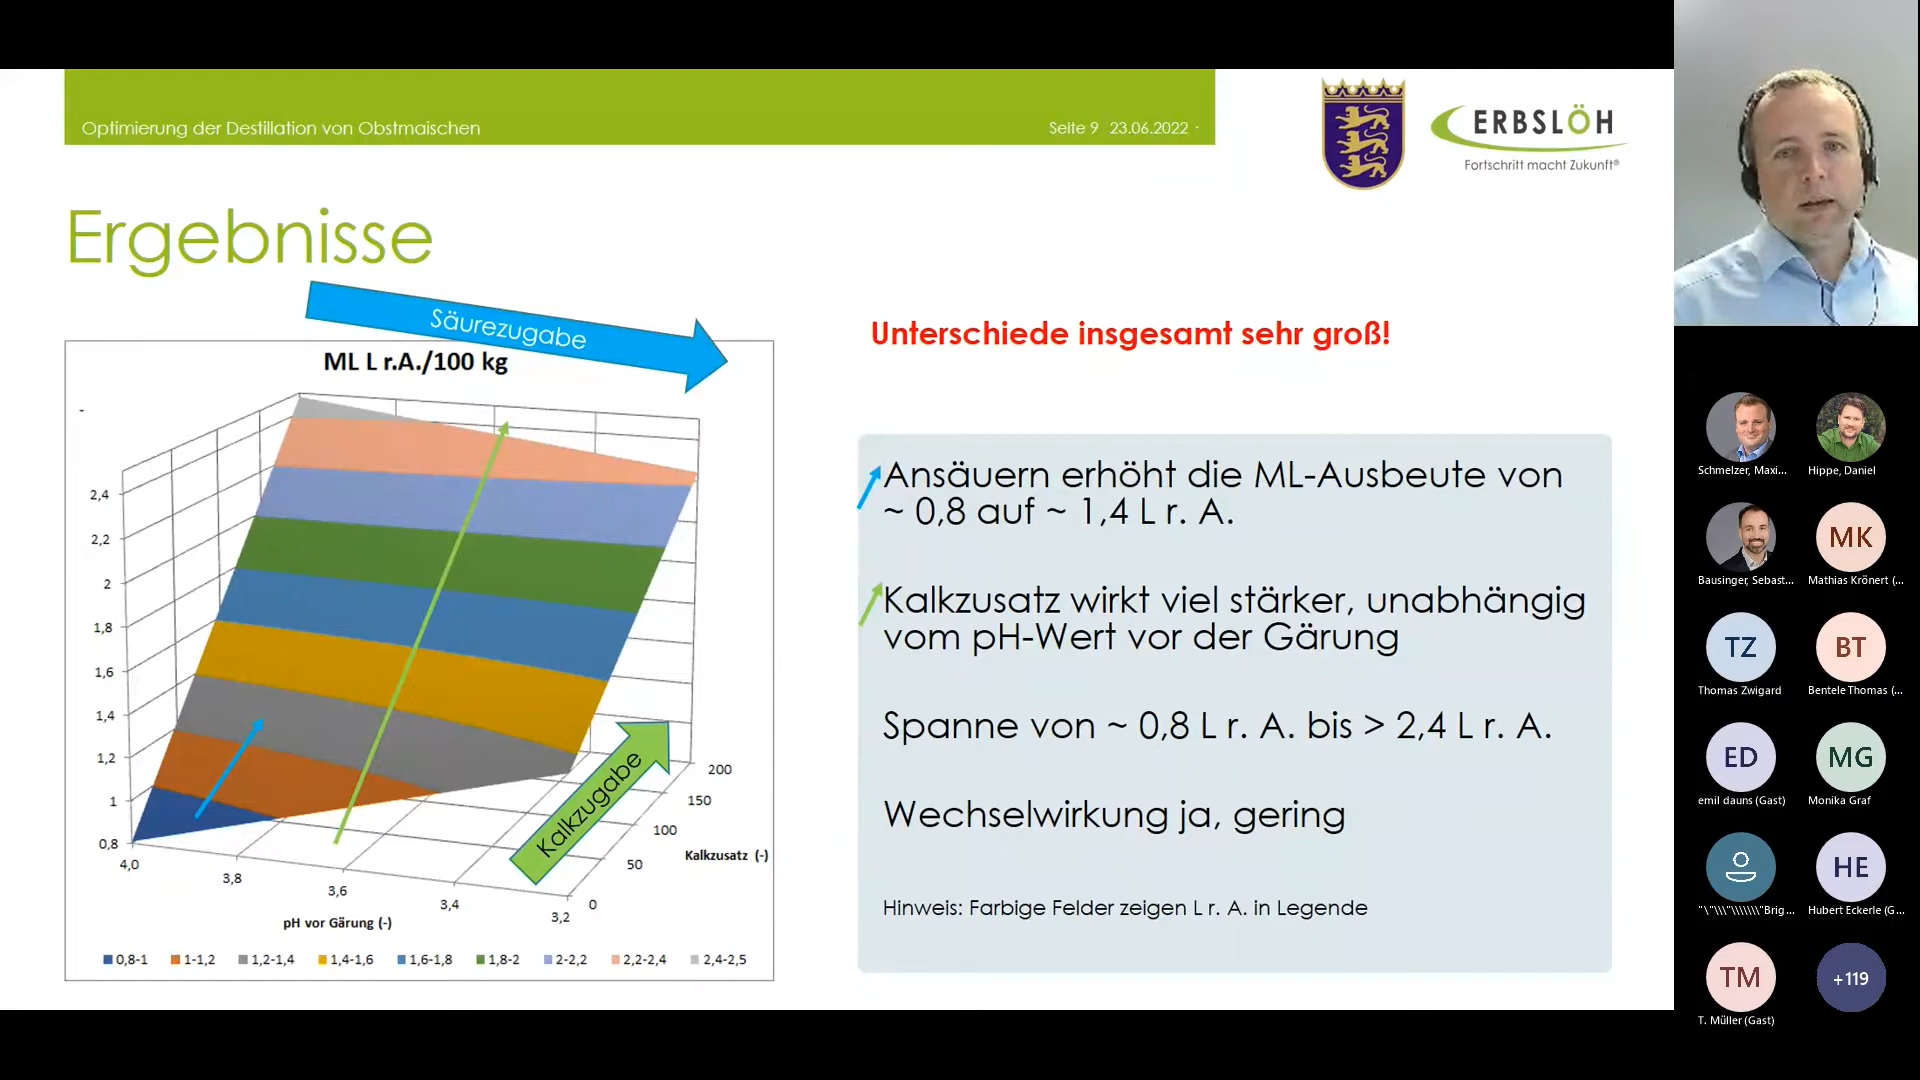 Optimierung der Destillation von Obstmaischen
Seite 9 23.06.2022 ·
ERBSLÖH
Fortschritt macht Zukunft®
Ergebnisse
Säurezugabe
ML L r.A./100 kg
-
2,4
2,2
2
1,8
1,6
1,4
1,2
1
0,8
4,0
3,8
3,6
3,4
3,2
pH vor Gärung (-)
0
50
100
150
200
Kalkzusatz (-)
Kalkzugabe
0,8-1 1-1,2 1,2-1,4 1,4-1,6 1,6-1,8 1,8-2 2-2,2 2,2-2,4 2,4-2,5
Unterschiede insgesamt sehr groß!
Ansäuern erhöht die ML-Ausbeute von
~ 0,8 auf ~ 1,4 L r. A.
Kalkzusatz wirkt viel stärker, unabhängig
vom pH-Wert vor der Gärung
Spanne von ~ 0,8 L r. A. bis > 2,4 L r. A.
Wechselwirkung ja, gering
Hinweis: Farbige Felder zeigen L r. A. in Legende
Schmelzer, Maxi...
Hippe, Daniel
Bausinger, Sebast...
MK
Mathias Krönert (...
TZ
Thomas Zwigard
BT
Bentele Thomas (...
ED
emil dauns (Gast)
MG
Monika Graf
"\"\\\"\\\\\\\"Brig...
HE
Hubert Eckerle (G...
TM
T. Müller (Gast)
+119